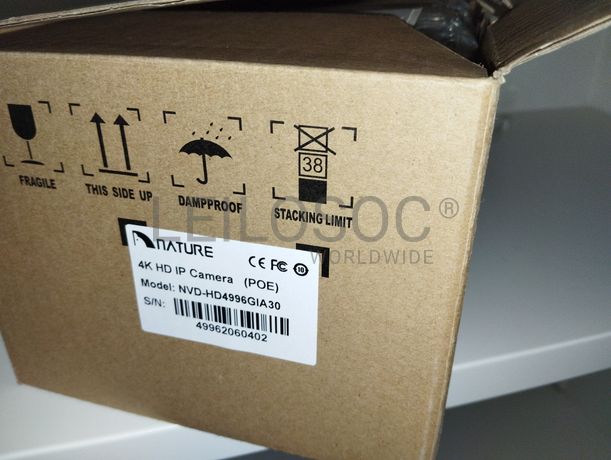 38
FRAGILE
THIS SIDE UP
DAMPPROOF
STACKING LIMIT
LEILOSOC®
WORLDWIDE
NATURE
CE FC 10
4K HD IP Camera (POE)
Model: NVD-HD4996GIA30
S/N:
49962060402